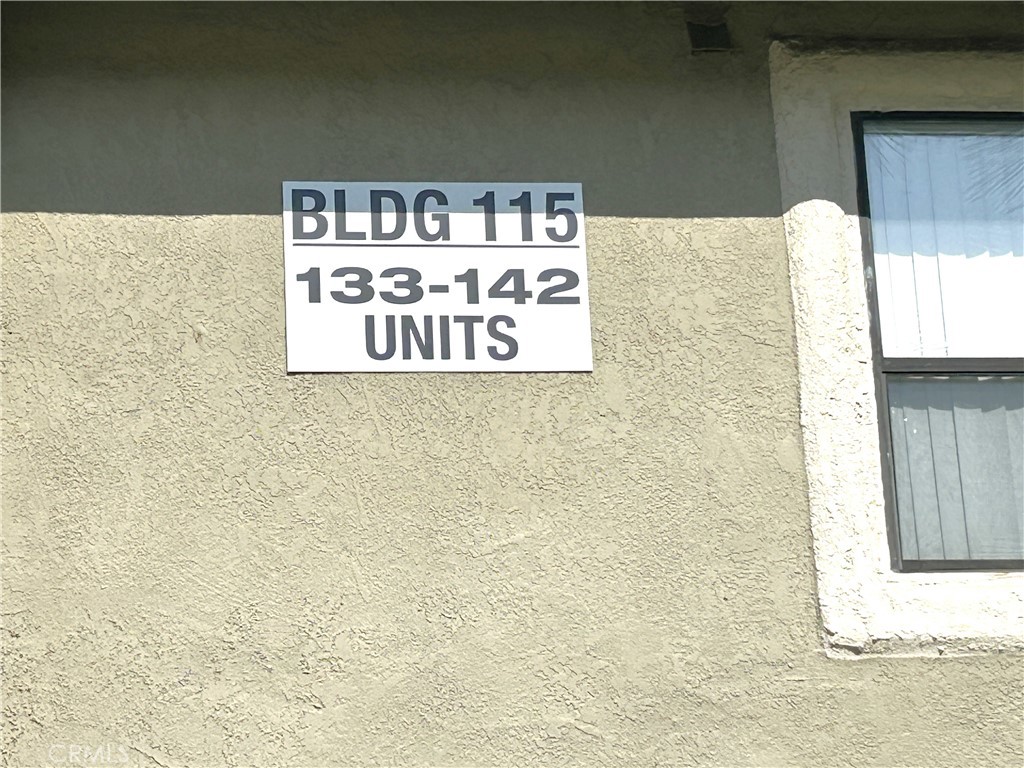 BLDG 115
133-142
UNITS
CRMLS